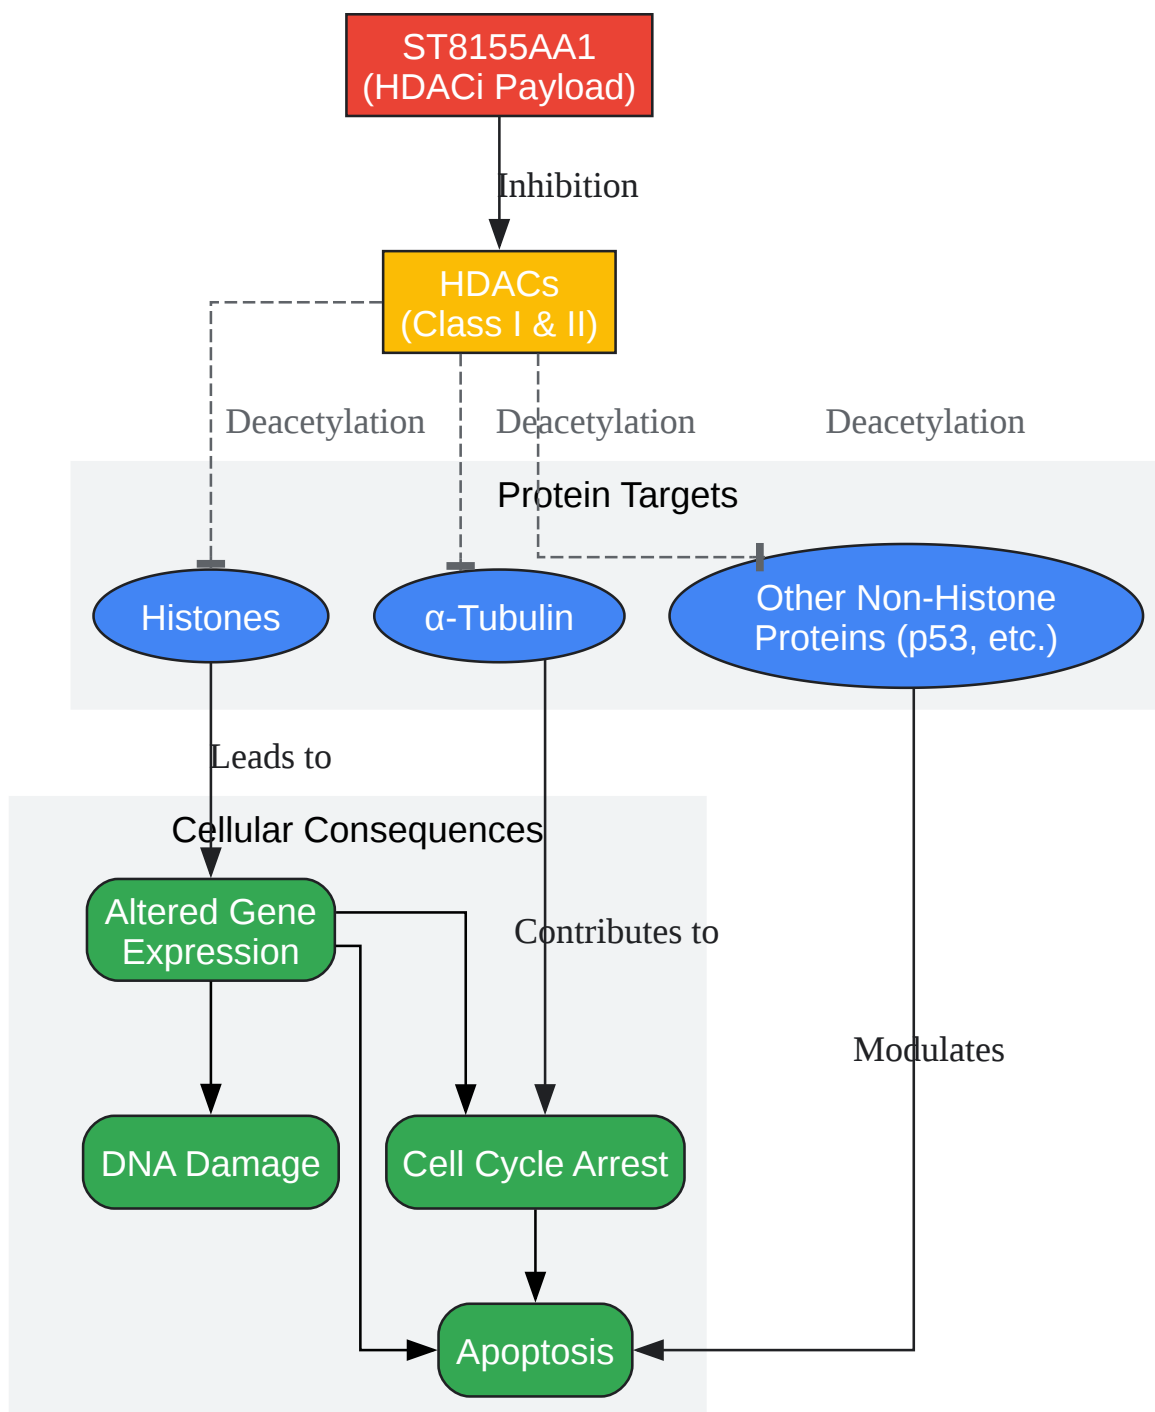 ST8155AA1
(HDACi Payload)
Inhibition
HDACs
(Class I & II)
Deacetylation
Deacetylation
Deacetylation
Protein Targets
Histones
α-Tubulin
Other Non-Histone
Proteins (p53, etc.)
Leads to
Cellular Consequences
Altered Gene
Expression
Contributes to
Modulates
DNA Damage
Cell Cycle Arrest
Apoptosis